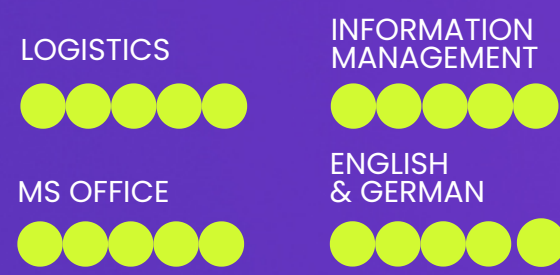 LOGISTICS
INFORMATION
MANAGEMENT
MS OFFICE
ENGLISH
& GERMAN